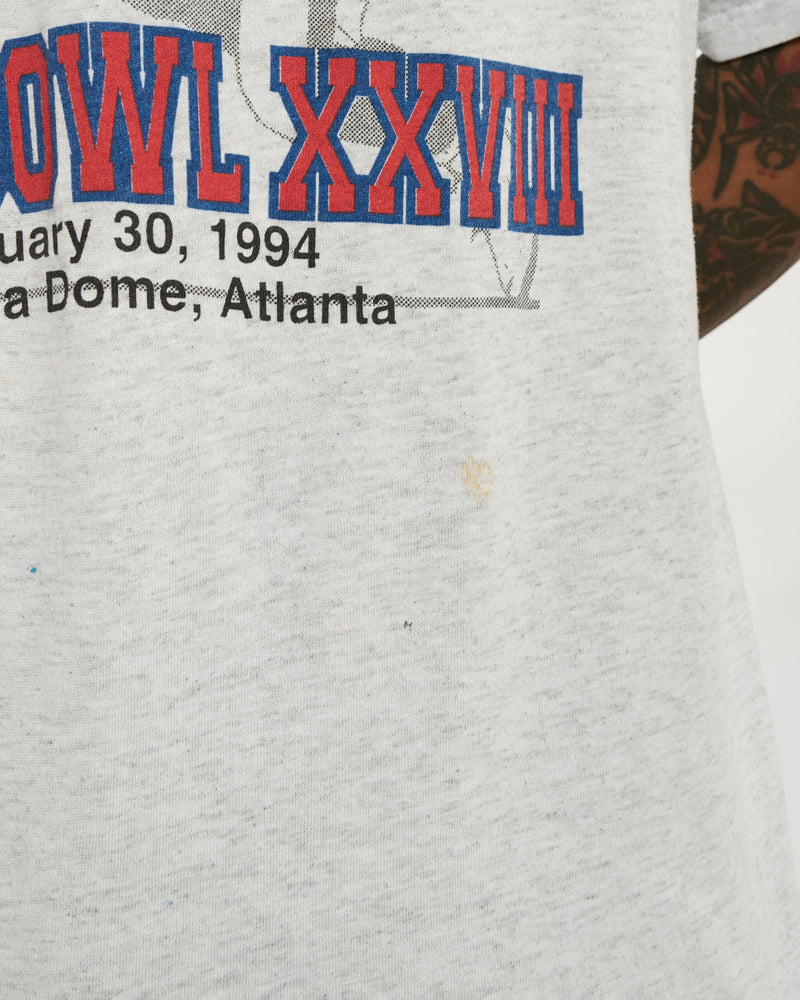 OWL XXVIII
uary 30, 1994
a Dome, Atlanta